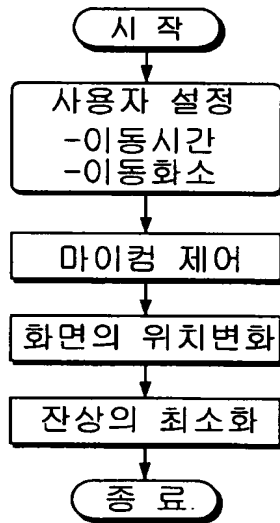 시 작
사용자 설정
-이동시간
-이동화소
마이컴 제어
화면의 위치변화
잔상의 최소화
종 료.